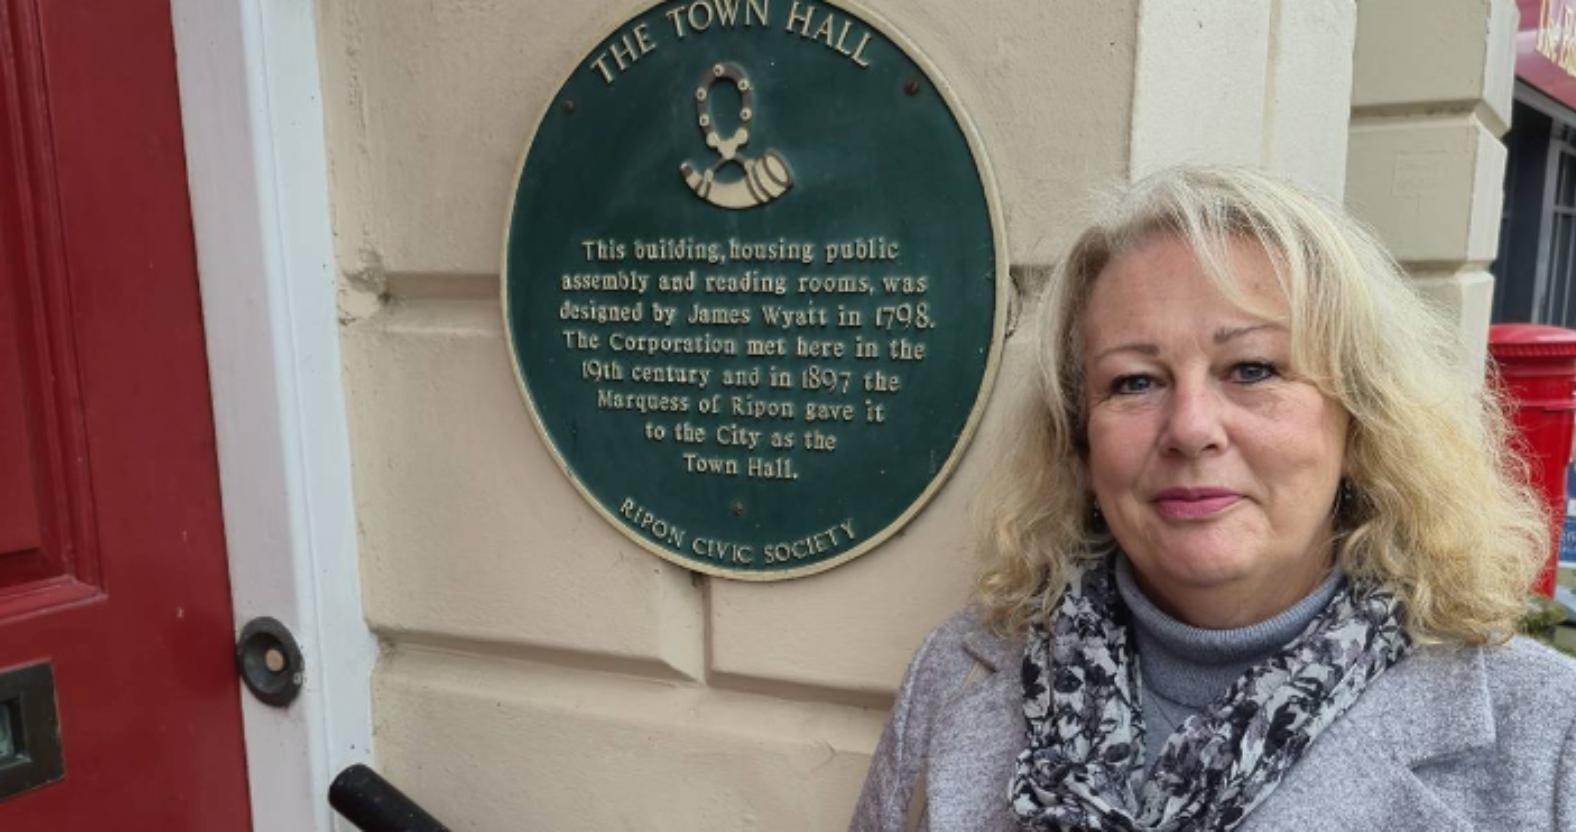 THE TOWN HALL
This building, housing public
assembly and reading rooms, was
designed by James Wyatt in 1798.
The Corporation met here in the
19th century and in 1897 the
Marquess of Ripon gave it
to the City as the
Town Hall.
RIPON CIVIC SOCIETY